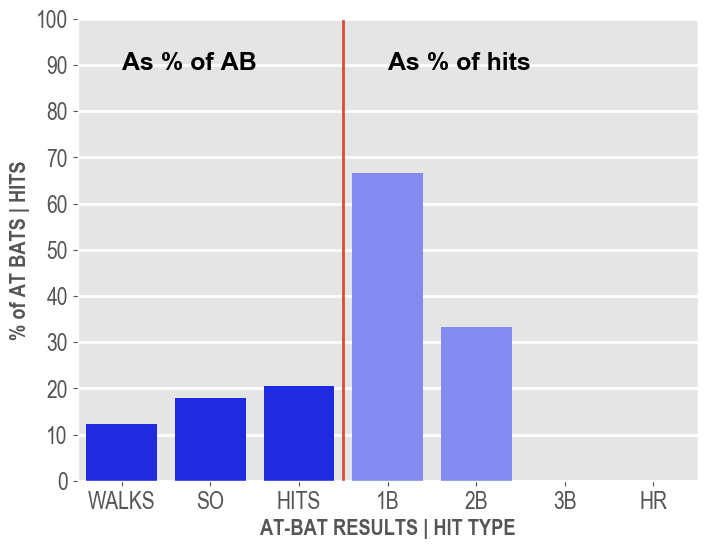 100
90
80
70
60
50
40
30
20
10
0
% of AT BATS | HITS
As % of AB
As % of hits
WALKS SO HITS 1B 2B 3B HR
AT-BAT RESULTS | HIT TYPE